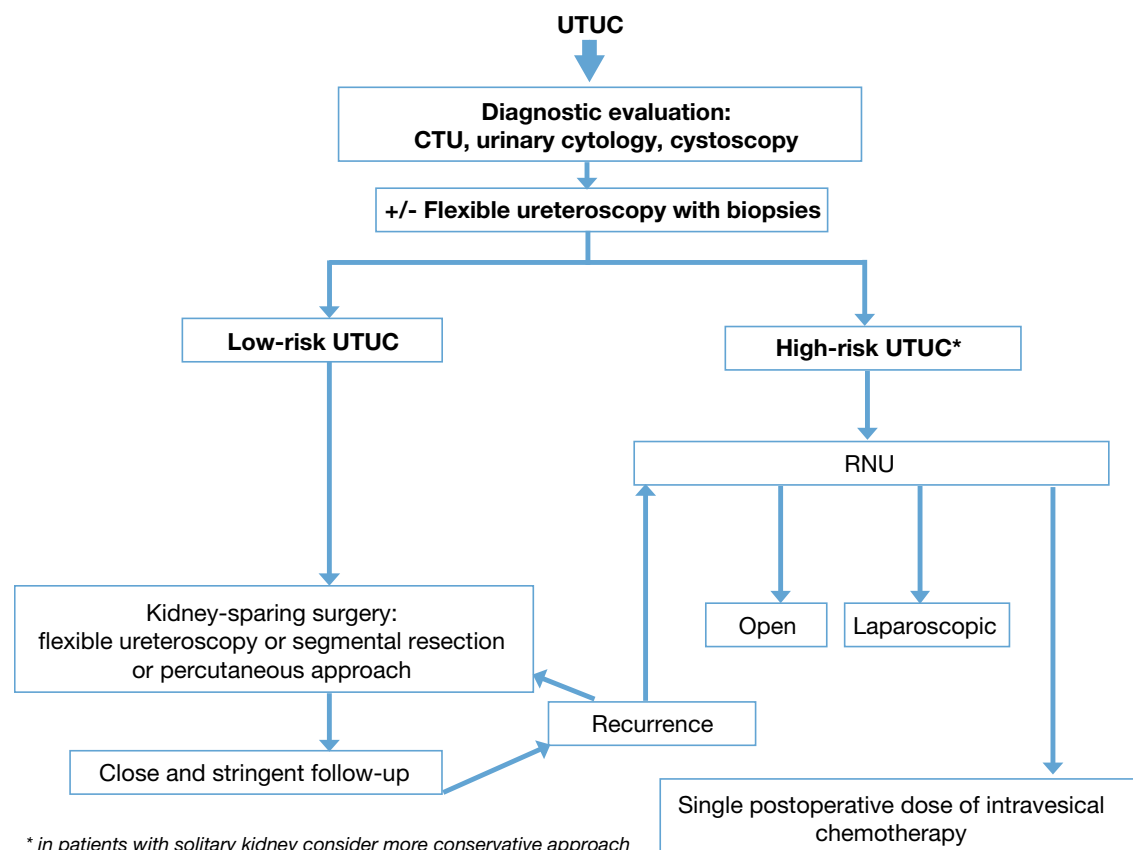 UTUC
Diagnostic evaluation:
CTU, urinary cytology, cystoscopy
+/- Flexible ureteroscopy with biopsies
Low-risk UTUC
High-risk UTUC*
RNU
Open
Laparoscopic
Kidney-sparing surgery:
flexible ureteroscopy or segmental resection
or percutaneous approach
Recurrence
Close and stringent follow-up
Single postoperative dose of intravesical
chemotherapy
* in patients with solitary kidney consider more conservative approach